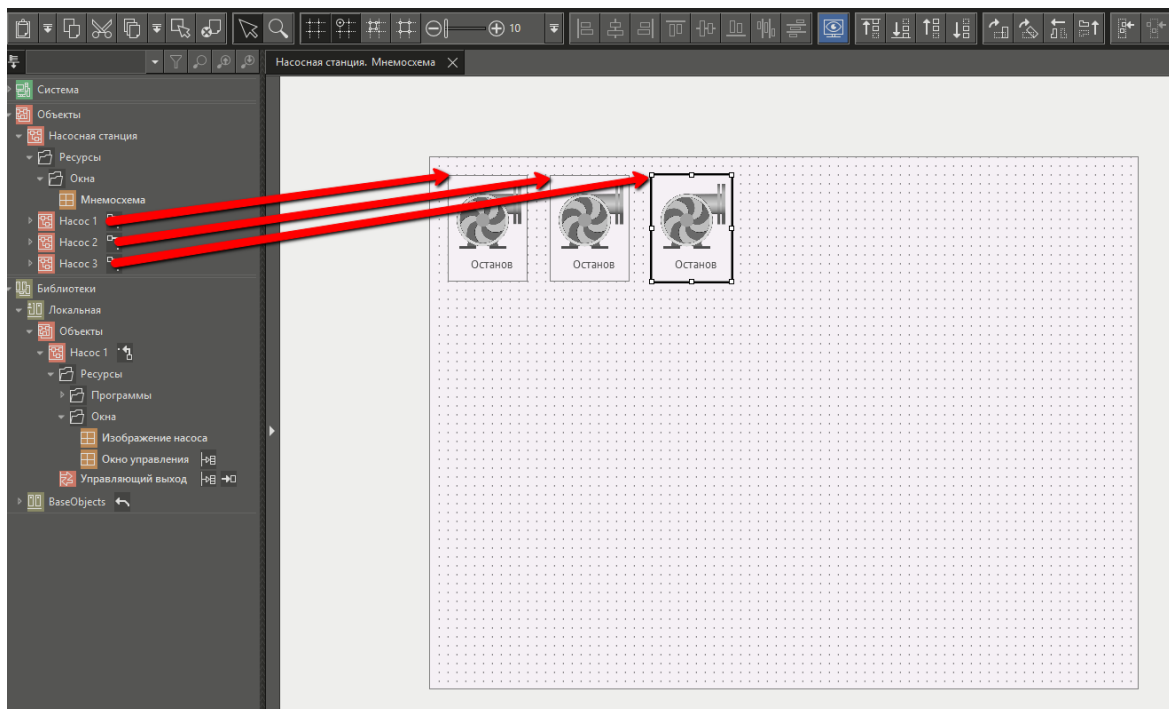 10
Насосная станция. Мнемосхема
Система
Объекты
Насосная станция
Ресурсы
Окна
Мнемосхема
Насос 1
Насос 2
Насос 3
Библиотеки
Локальная
Объекты
Насос 1
Ресурсы
Программы
Окна
Изображение насоса
Окно управления
Управляющий выход
BaseObjects
Останов Останов Останов